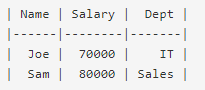 | Name | Salary | Dept |
|------|--------|-------|
| Joe | 70000 | IT |
| Sam | 80000 | Sales |